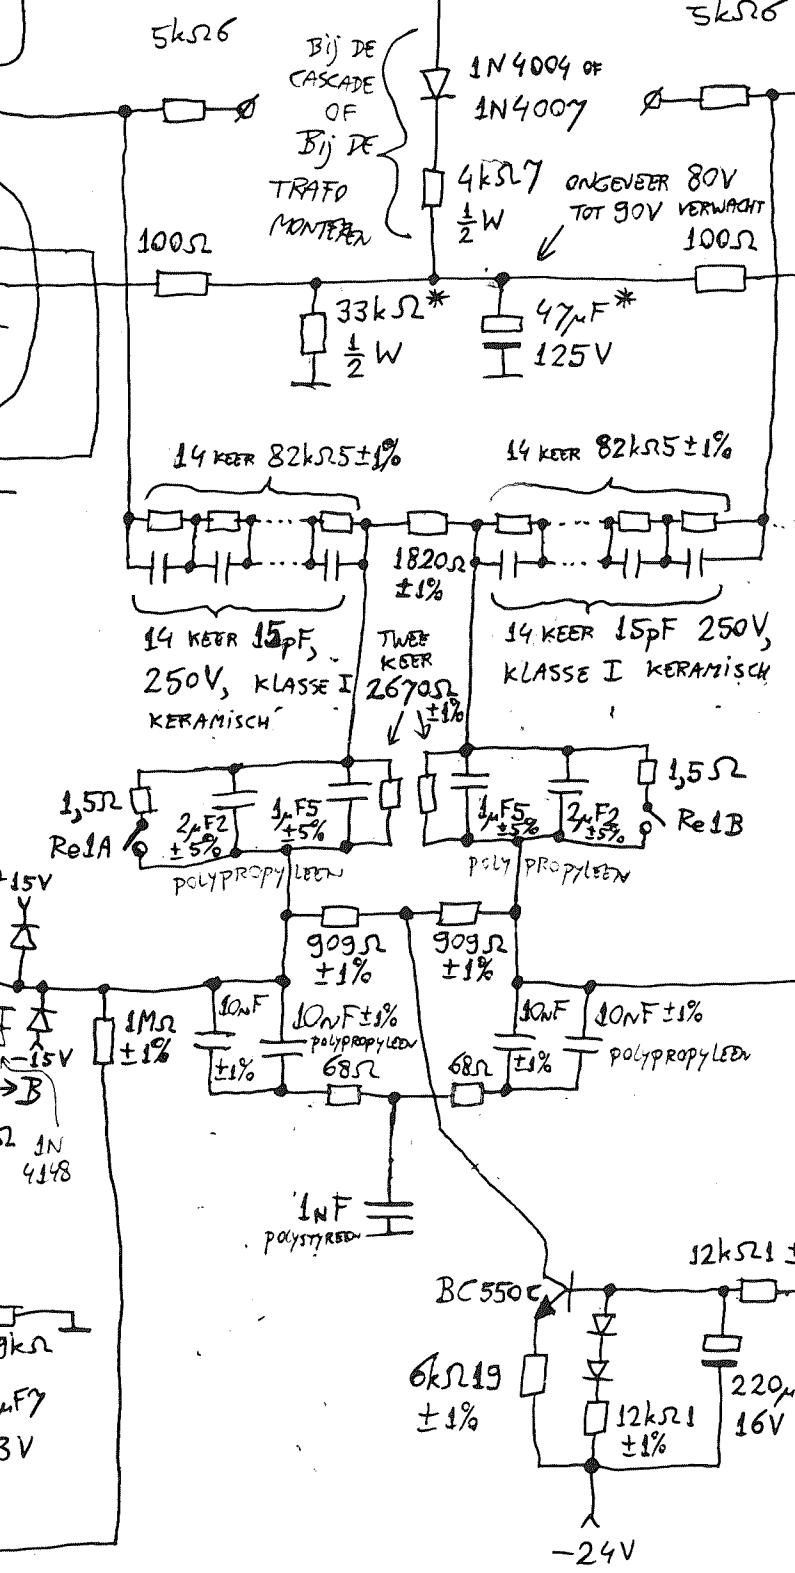 5kΩ6
5kΩ6
Bij DE
CASCADE
OF
Bij DE
TRAFO
MONTEREN
1N4004 OF
1N4007
4kΩ7
1/2 W
ONGEVEER 80V
TOT 90V VERWACHT
100Ω
100Ω
33kΩ*
1/2 W
47µF*
125V
14 KEER 82kΩ5±1%
14 KEER 82kΩ5±1%
1820Ω
±1%
14 KEER 15pF,
250V, KLASSE I
KERAMISCH
TWEE
KEER
2670Ω
±1%
14 KEER 15pF 250V,
KLASSE I KERAMISCH
1,5Ω
Re1A
2µF2
±5%
1µF5
±5%
POLYPROPYLEEN
1µF5
±5%
2µF2
±5%
POLYPROPYLEEN
1,5Ω
Re1B
+15V
909Ω
±1%
909Ω
±1%
-15V
→B
1N
4148
1MΩ
±1%
10nF
±1%
10nF±1%
POLYPROPYLEEN
68Ω
68Ω
10nF
±1%
10nF±1%
POLYPROPYLEEN
1nF
POLYSTYREEN
BC550C
12kΩ1 ±
6kΩ19
±1%
12kΩ1
±1%
220µ
16V
9kΩ
µF7
3V
-24V